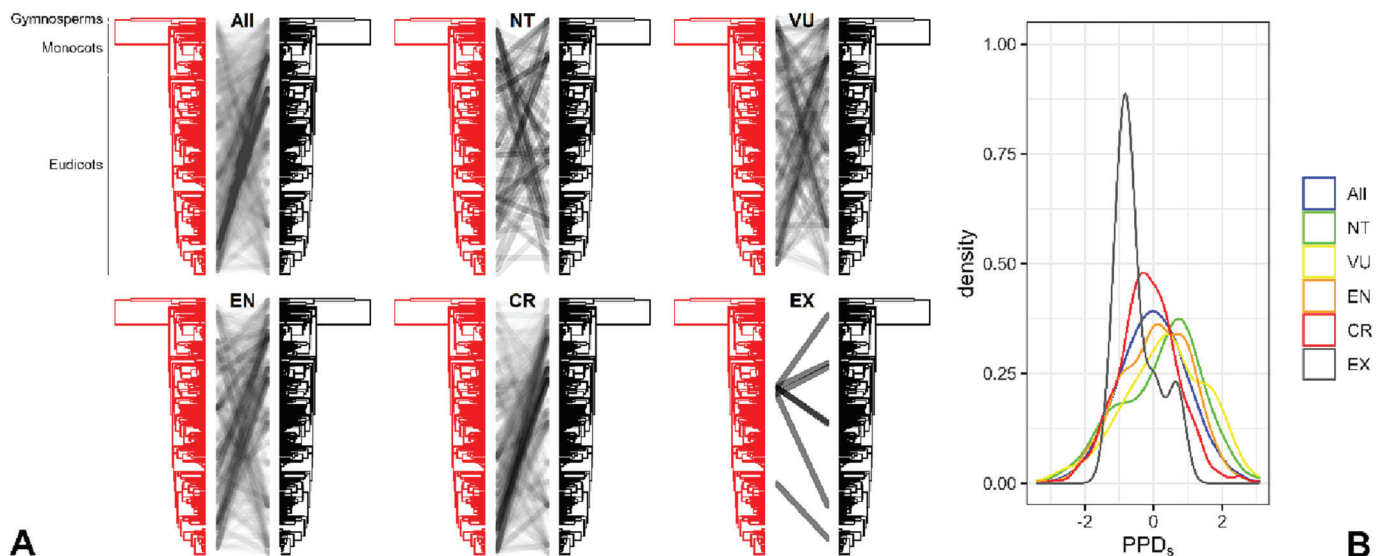 Gymnosperms
Monocots
Eudicots
All
NT
VU
EN
CR
EX
A
1.00
0.75
0.50
0.25
0.00
density
-2
0
2
PPDs
All
NT
VU
EN
CR
EX
B